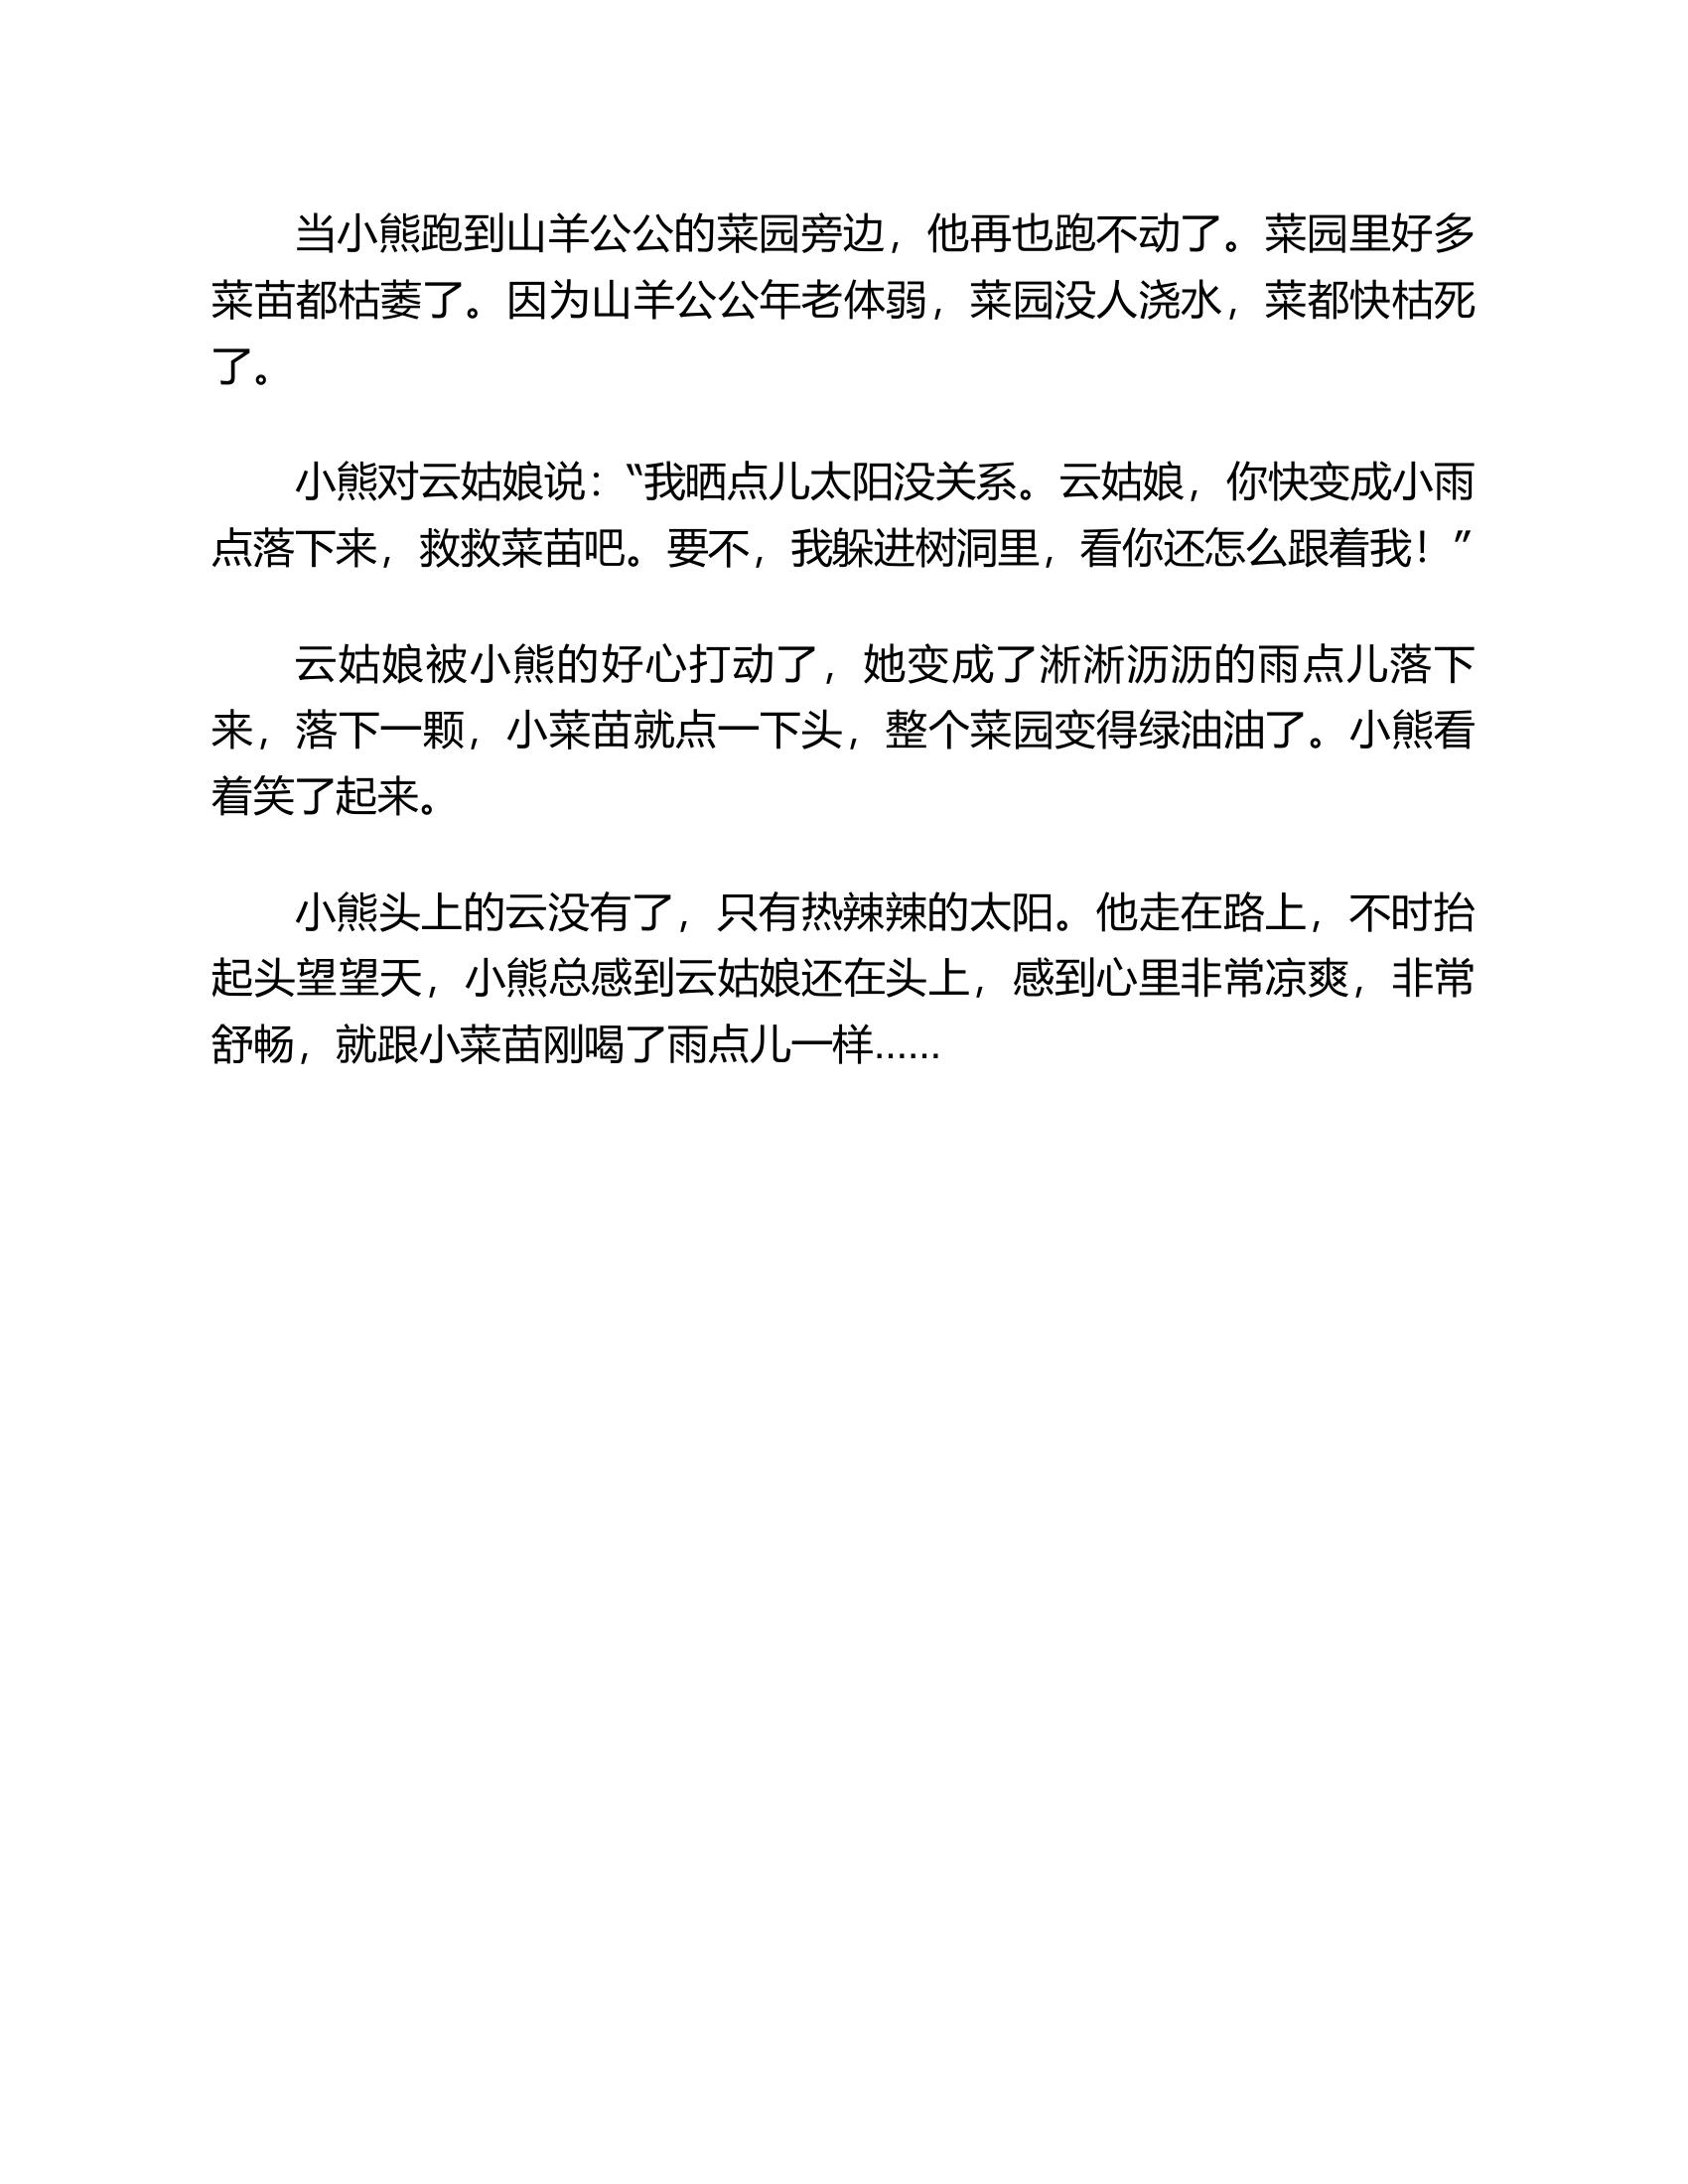 当小熊跑到山羊公公的菜园旁边，他再也跑不动了。菜园里好多
菜苗都枯萎了。因为山羊公公年老体弱，菜园没人浇水，菜都快枯死
了。
小熊对云姑娘说：“我晒点儿太阳没关系。云姑娘，你快变成小雨
点落下来，救救菜苗吧。要不，我躲进树洞里，看你还怎么跟着我！”
云姑娘被小熊的好心打动了，她变成了淅淅沥沥的雨点儿落下
来，落下一颗，小菜苗就点一下头，整个菜园变得绿油油了。小熊看
着笑了起来。
小熊头上的云没有了，只有热辣辣的太阳。他走在路上，不时抬
起头望望天，小熊总感到云姑娘还在头上，感到心里非常凉爽，非常
舒畅，就跟小菜苗刚喝了雨点儿一样……